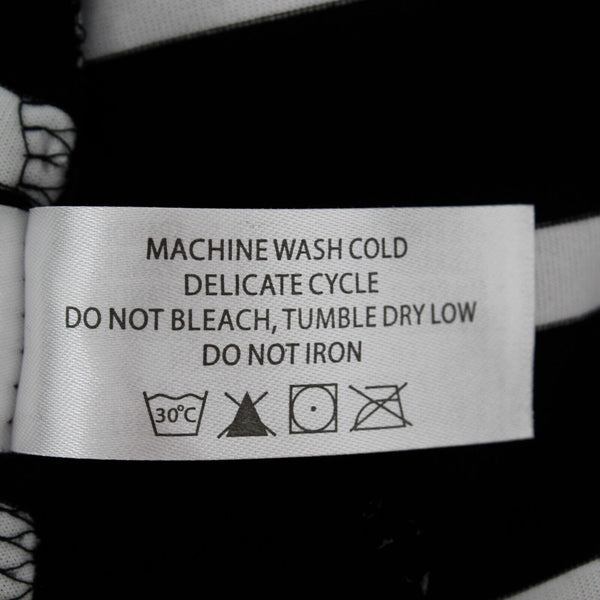 MACHINE WASH COLD
DELICATE CYCLE
DO NOT BLEACH, TUMBLE DRY LOW
DO NOT IRON
30°C